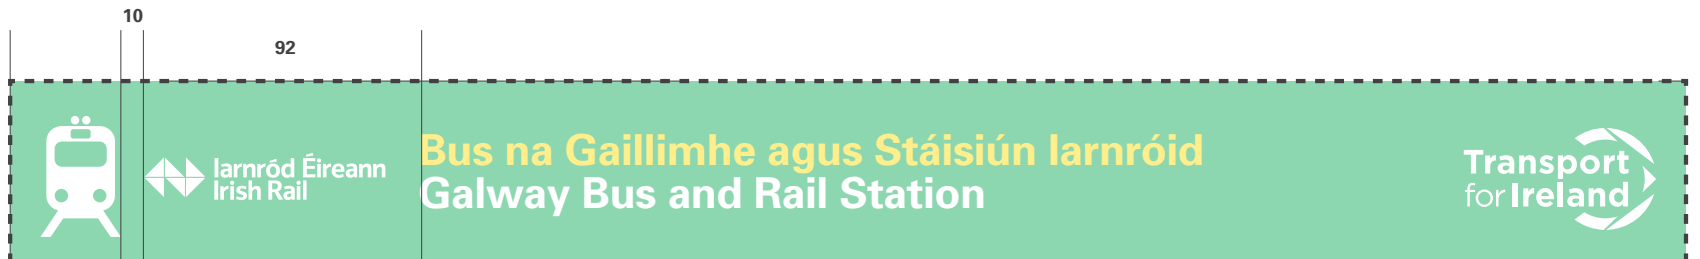 10
92
Iarnród Éireann
Irish Rail
Bus na Gaillimhe agus Stáisiún Iarnróid
Galway Bus and Rail Station
Transport
for Ireland